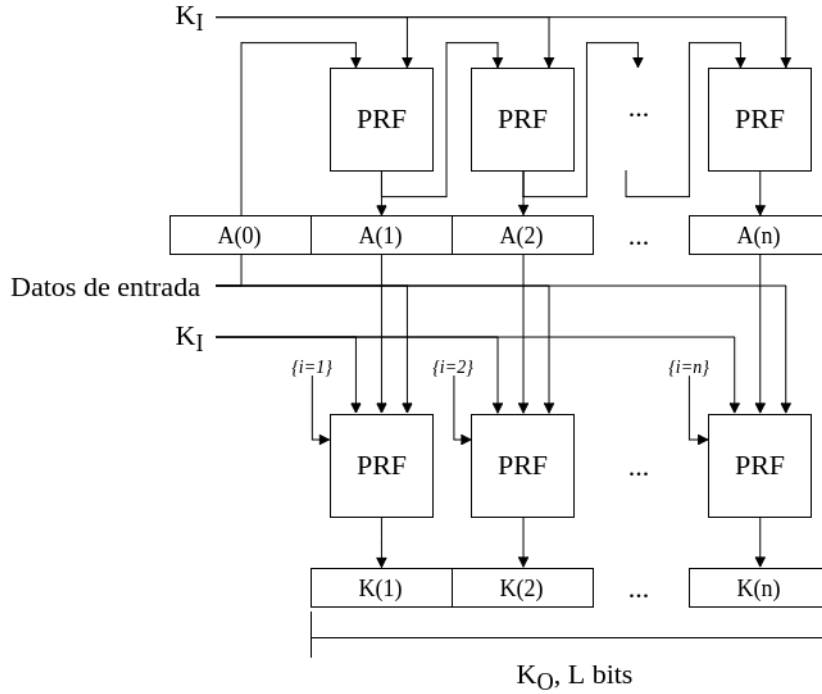 K_I
PRF PRF ... PRF
A(0) A(1) A(2) ... A(n)
Datos de entrada
K_I
{i=1} {i=2} {i=n}
PRF PRF ... PRF
K(1) K(2) ... K(n)
K_O, L bits